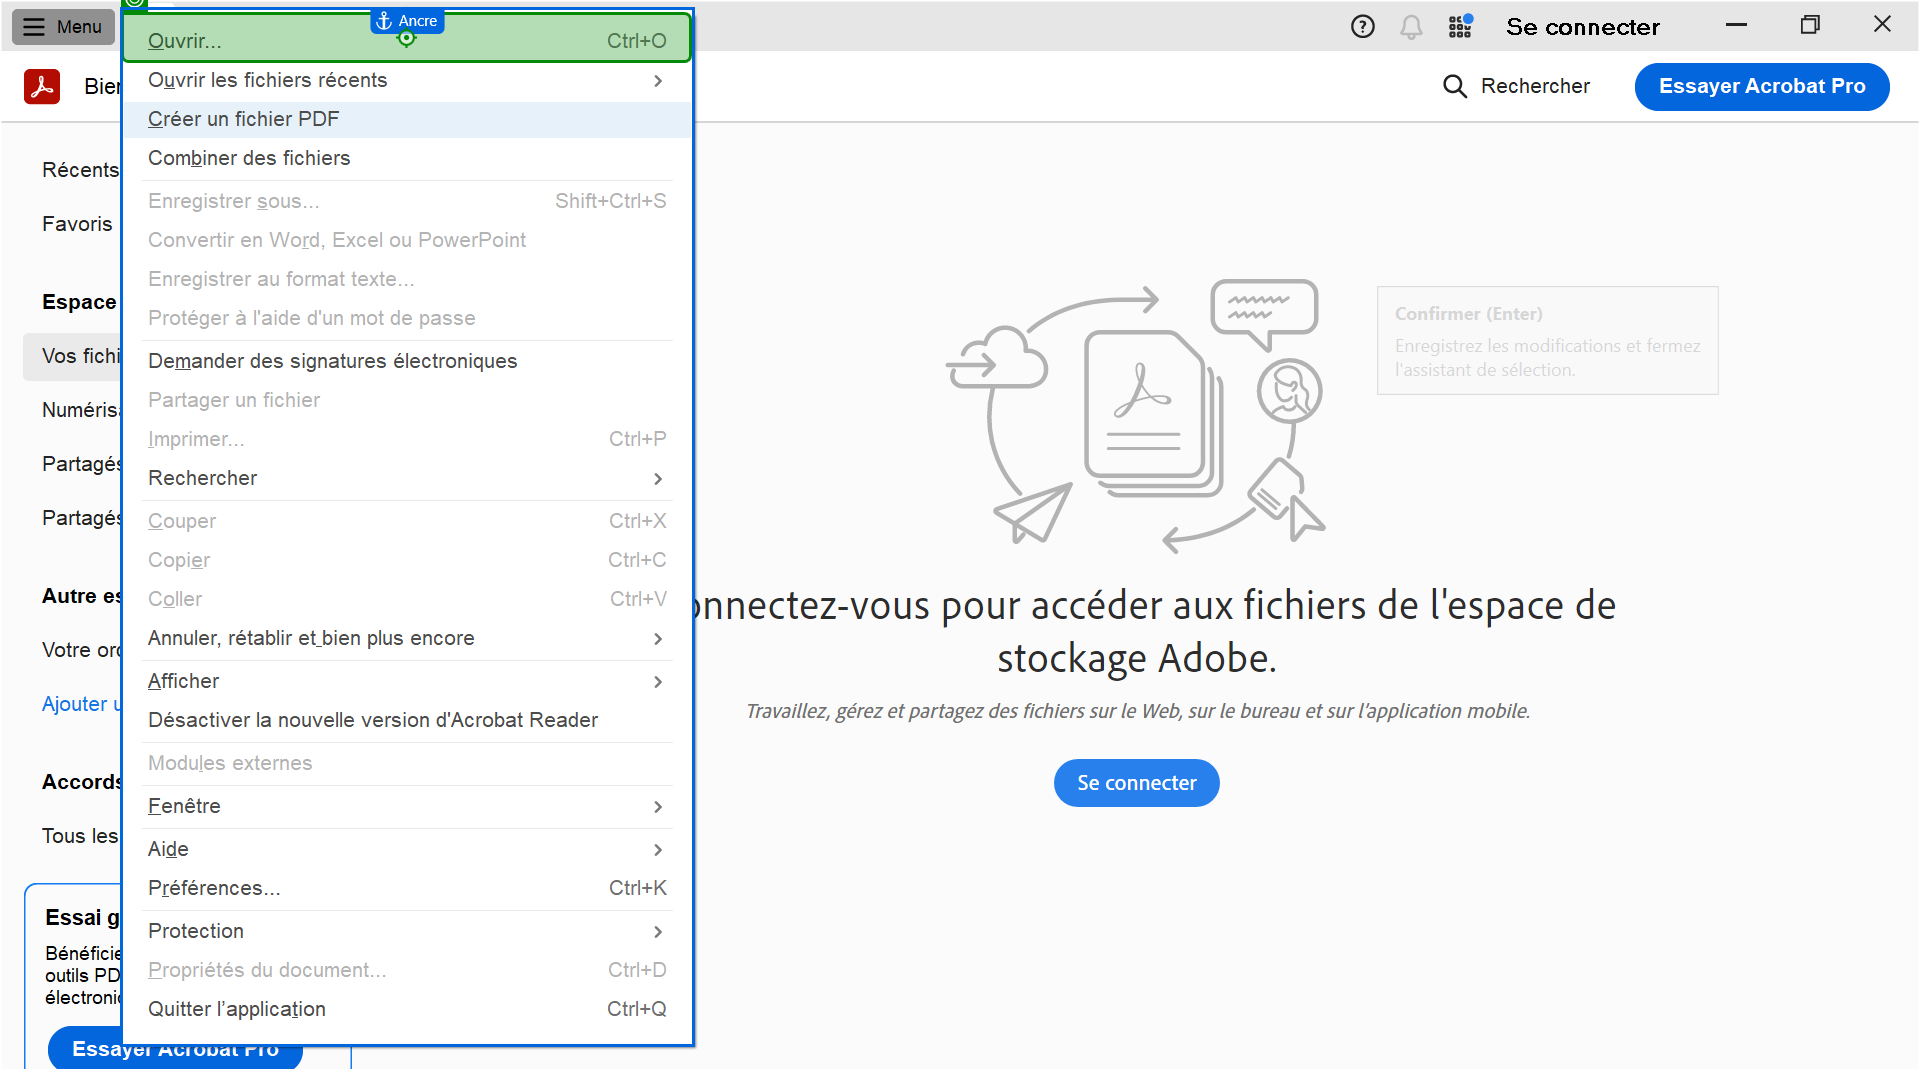 Menu
Ancre
Se connecter
Ouvrir... Ctrl+O
Rechercher
Essayer Acrobat Pro
Ouvrir les fichiers récents
Créer un fichier PDF
Combiner des fichiers
Enregistrer sous... Shift+Ctrl+S
Convertir en Word, Excel ou PowerPoint
Enregistrer au format texte...
Protéger à l'aide d'un mot de passe
Demander des signatures électroniques
Partager un fichier
Imprimer... Ctrl+P
Rechercher
Couper Ctrl+X
Copier Ctrl+C
Coller Ctrl+V
Annuler, rétablir et bien plus encore
Afficher
Désactiver la nouvelle version d'Acrobat Reader
Modules externes
Fenêtre
Aide
Préférences... Ctrl+K
Protection
Propriétés du document... Ctrl+D
Quitter l’application Ctrl+Q
Bien
Récents
Favoris
Espace
Vos fichi
Numéris
Partagés
Partagés
Autre es
Votre ord
Ajouter u
Accords
Tous les
Essai g
Bénéficie
outils PD
électroniq
Essayer Acrobat Pro
Confirmer (Enter)
Enregistrez les modifications et fermez
l'assistant de sélection.
onnectez-vous pour accéder aux fichiers de l'espace de
stockage Adobe.
Travaillez, gérez et partagez des fichiers sur le Web, sur le bureau et sur l'application mobile.
Se connecter